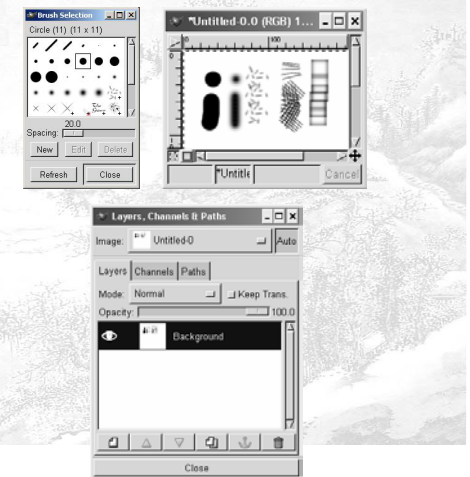 Brush Selection
Circle (11) (11 x 11)
20.0
Spacing:
New Edit Delete
Refresh Close
*Untitled-0.0 (RGB) 1...
0 100
0
*Untitle Cancel
Layers, Channels & Paths
Image: Untitled-0 Auto
Layers Channels Paths
Mode: Normal Keep Trans.
Opacity: 100.0
Background
Close